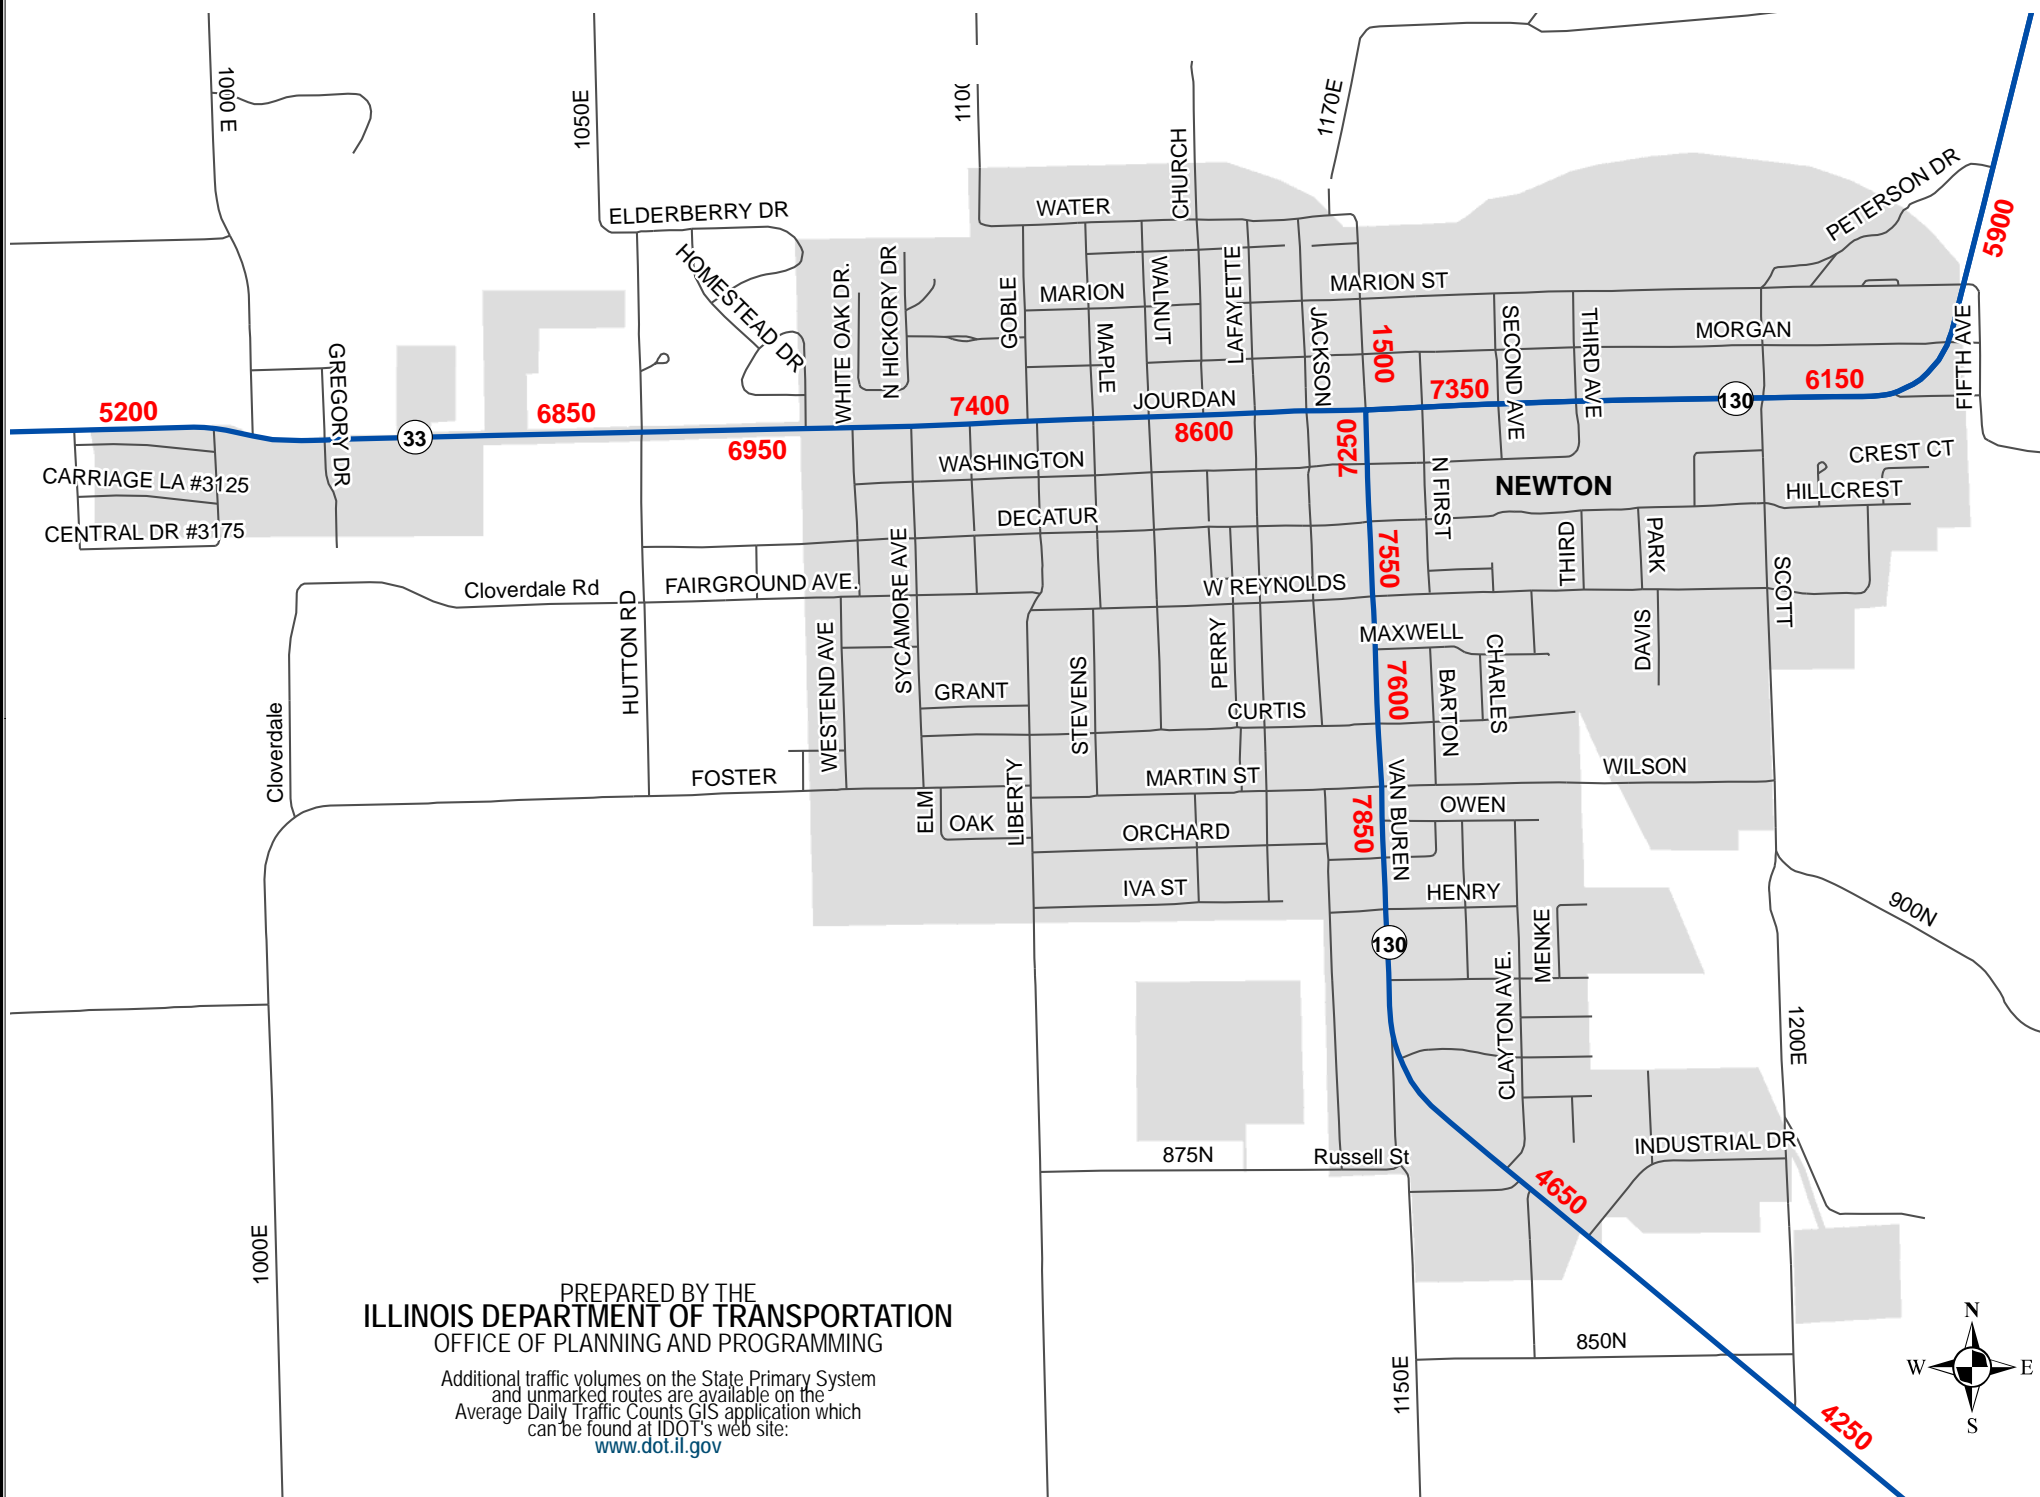 1000 E
1050E
1100
CHURCH
1170E
PETERSON DR
5900
ELDERBERRY DR
WATER
HOMESTEAD DR
WHITE OAK DR.
N HICKORY DR
GOBLE
MARION
MAPLE
WALNUT
LAFAYETTE
JACKSON
MARION ST
1500
SECOND AVE
THIRD AVE
MORGAN
FIFTH AVE
GREGORY DR
5200
33
6850
6950
7400
JOURDAN
8600
7250
7350
130
6150
CARRIAGE LA #3125
CENTRAL DR #3175
WASHINGTON
N FIRST
NEWTON
CREST CT
HILLCREST
DECATUR
7550
THIRD
PARK
SCOTT
Cloverdale Rd
FAIRGROUND AVE.
SYCAMORE AVE
W REYNOLDS
HUTTON RD
WESTEND AVE
PERRY
MAXWELL
CHARLES
DAVIS
STEVENS
GRANT
7600
BARTON
CURTIS
Cloverdale
FOSTER
LIBERTY
MARTIN ST
VAN BUREN
WILSON
ELM
OAK
ORCHARD
7850
OWEN
IVA ST
HENRY
900N
MENKE
130
CLAYTON AVE.
1200E
875N
Russell St
INDUSTRIAL DR
4650
1000E
850N
1150E
4250
PREPARED BY THE
ILLINOIS DEPARTMENT OF TRANSPORTATION
OFFICE OF PLANNING AND PROGRAMMING
Additional traffic volumes on the State Primary System
and unmarked routes are available on the
Average Daily Traffic Counts GIS application which
can be found at IDOT's web site:
www.dot.il.gov
N
W
E
S